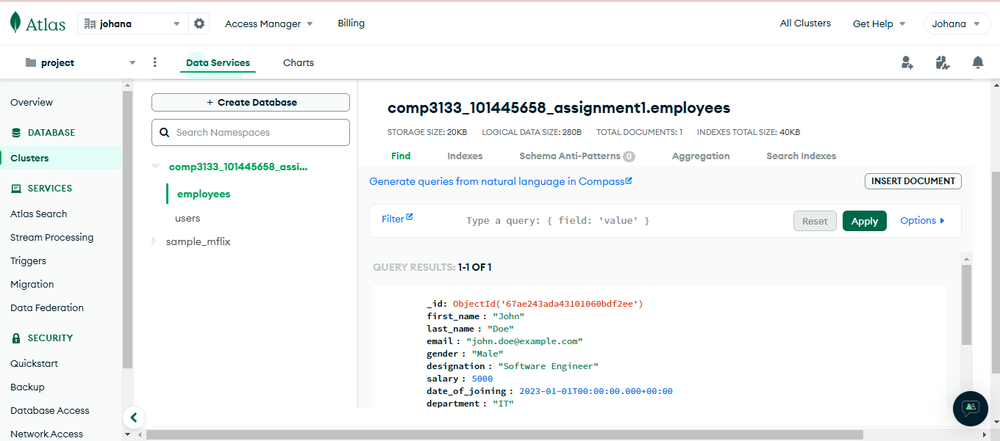 Atlas
johana
Access Manager
Billing
All Clusters
Get Help
Johana
project
Data Services
Charts
Overview
DATABASE
Clusters
SERVICES
Atlas Search
Stream Processing
Triggers
Migration
Data Federation
SECURITY
Quickstart
Backup
Database Access
Network Access
+ Create Database
Search Namespaces
comp3133_101445658_assi...
employees
users
sample_mflix
comp3133_101445658_assignment1.employees
STORAGE SIZE: 20KB LOGICAL DATA SIZE: 280B TOTAL DOCUMENTS: 1 INDEXES TOTAL SIZE: 40KB
Find Indexes Schema Anti-Patterns 0 Aggregation Search Indexes
Generate queries from natural language in Compass
INSERT DOCUMENT
Filter
Type a query: { field: 'value' }
Reset
Apply
Options
QUERY RESULTS: 1-1 OF 1
_id: ObjectId('67ae243ada43101060bdf2ee')
first_name : "John"
last_name : "Doe"
email : "john.doe@example.com"
gender : "Male"
designation : "Software Engineer"
salary : 5000
date_of_joining : 2023-01-01T00:00:00.000+00:00
department : "IT"